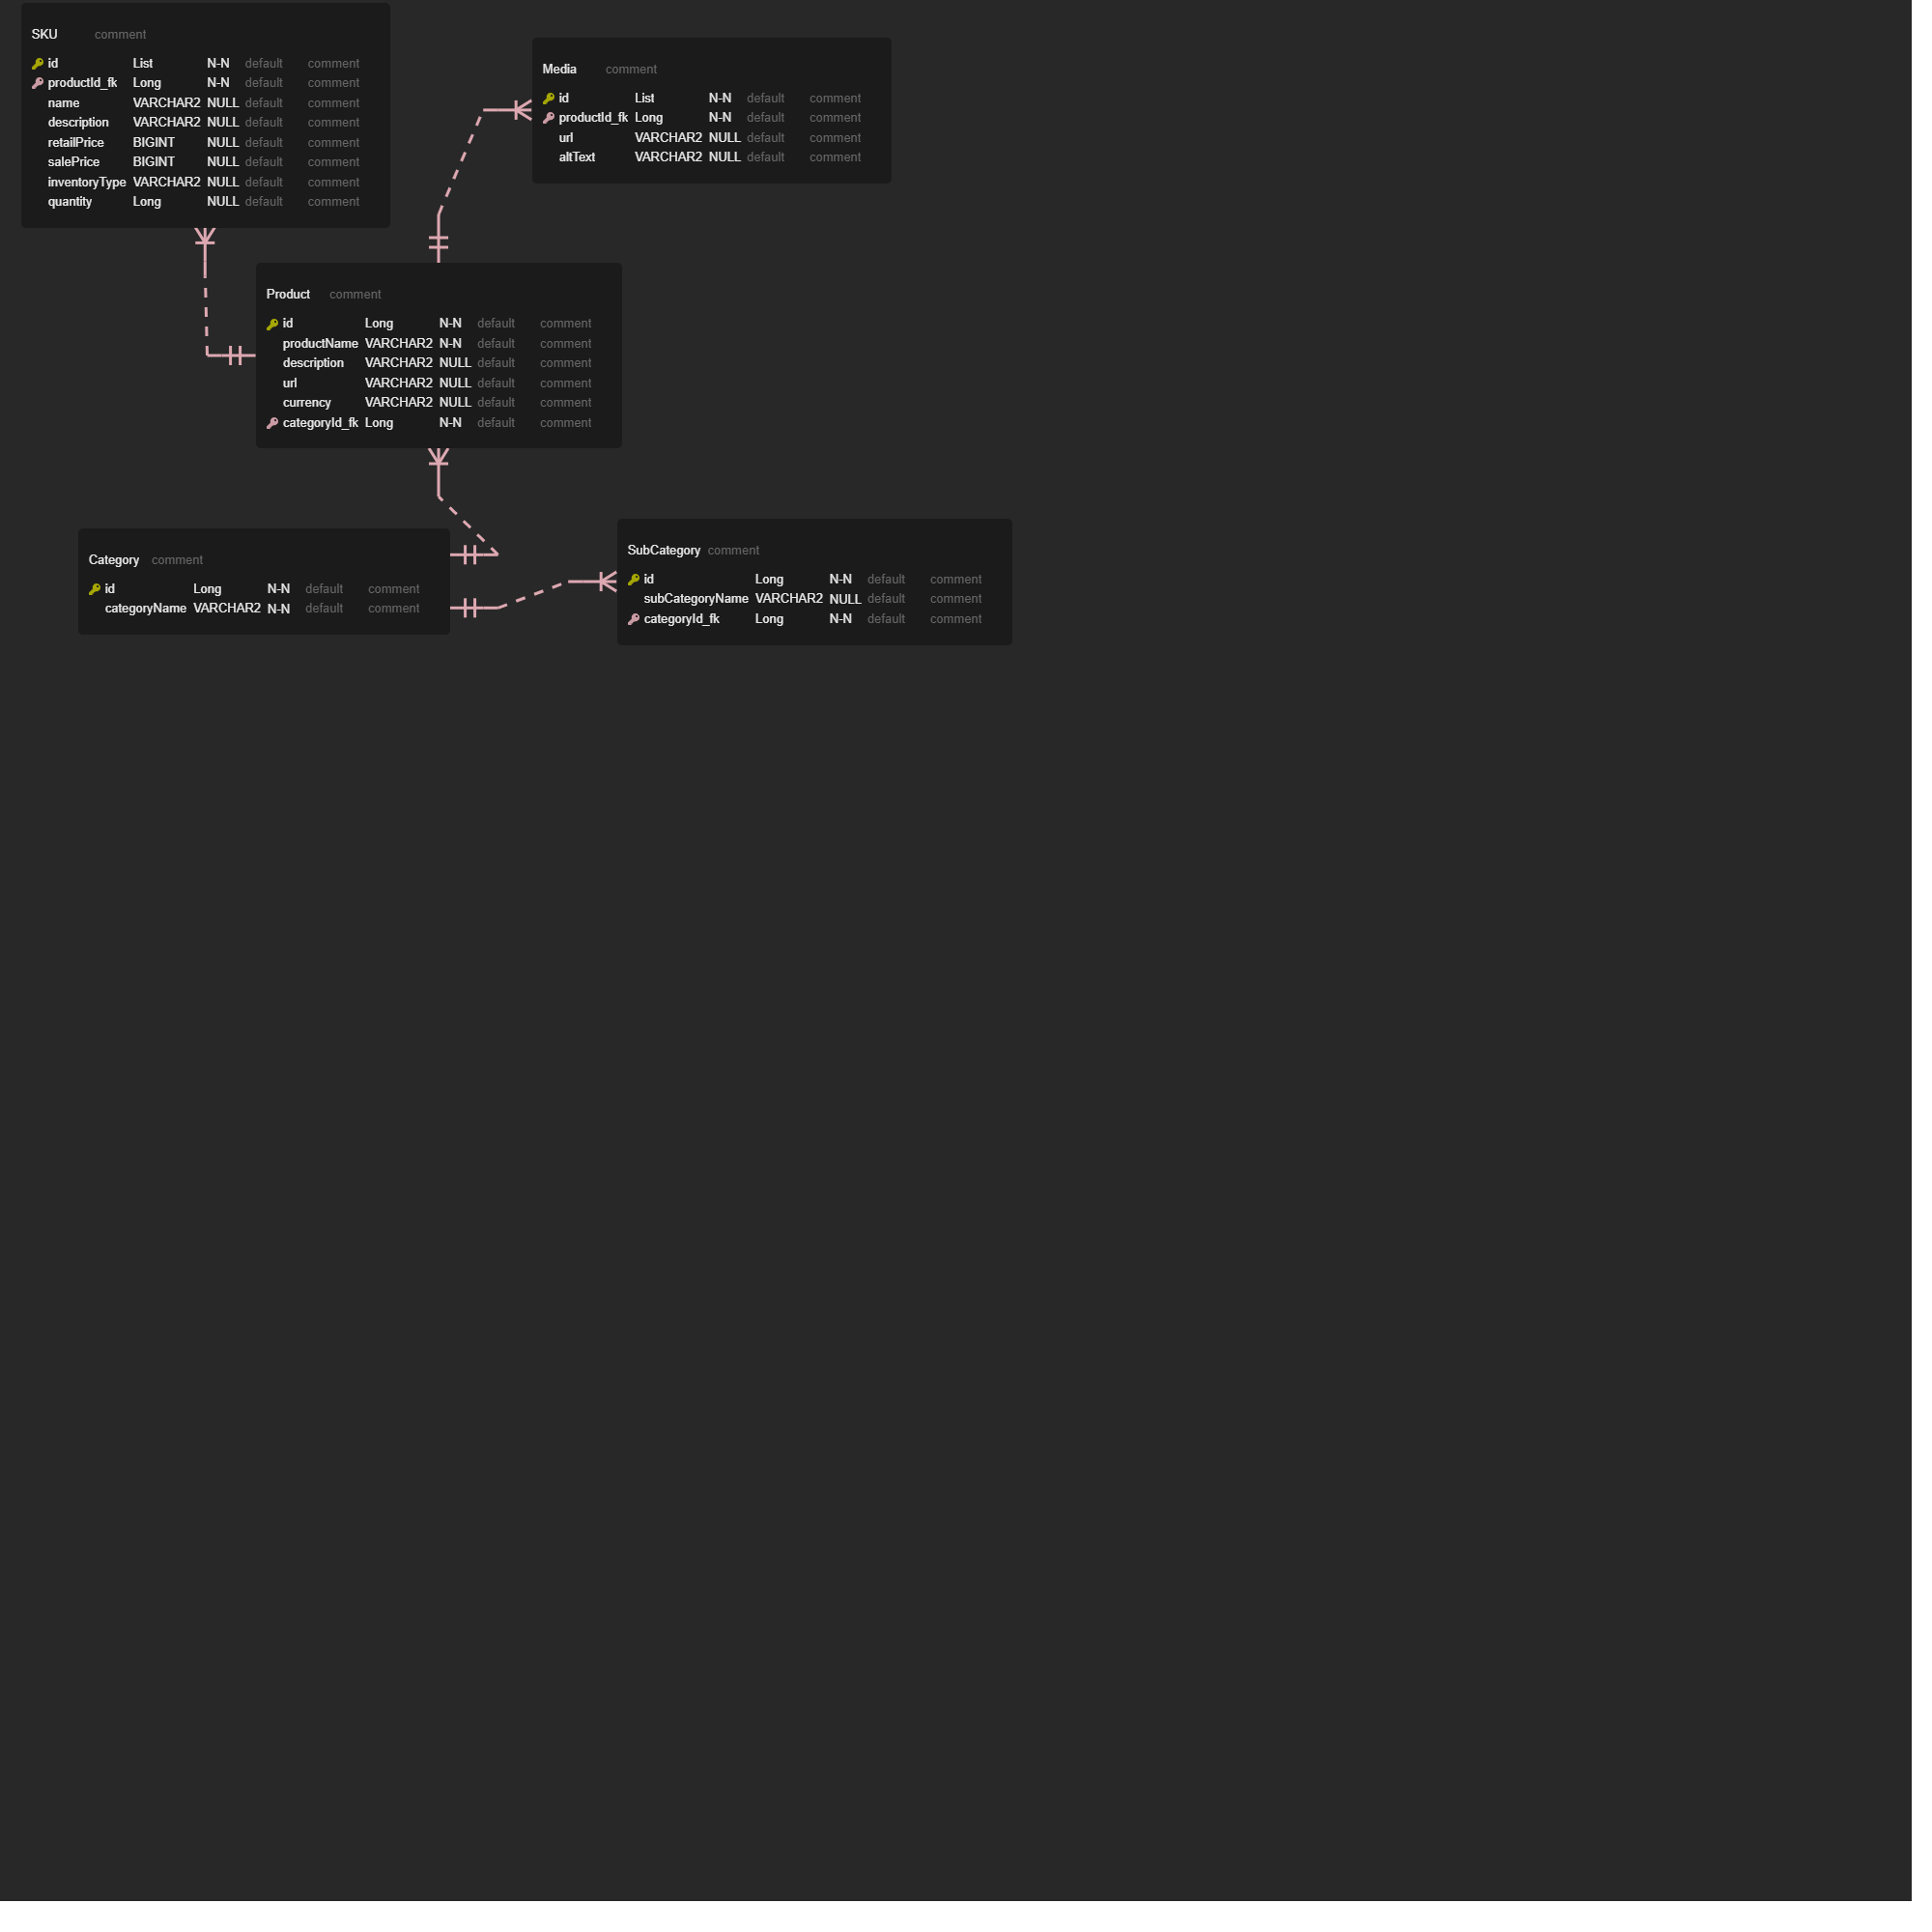 SKU comment
id List N-N default comment
productId_fk Long N-N default comment
name VARCHAR2 NULL default comment
description VARCHAR2 NULL default comment
retailPrice BIGINT NULL default comment
salePrice BIGINT NULL default comment
inventoryType VARCHAR2 NULL default comment
quantity Long NULL default comment
Media comment
id List N-N default comment
productId_fk Long N-N default comment
url VARCHAR2 NULL default comment
altText VARCHAR2 NULL default comment
Product comment
id Long N-N default comment
productName VARCHAR2 N-N default comment
description VARCHAR2 NULL default comment
url VARCHAR2 NULL default comment
currency VARCHAR2 NULL default comment
categoryId_fk Long N-N default comment
Category comment
id Long N-N default comment
categoryName VARCHAR2 N-N default comment
SubCategory comment
id Long N-N default comment
subCategoryName VARCHAR2 NULL default comment
categoryId_fk Long N-N default comment